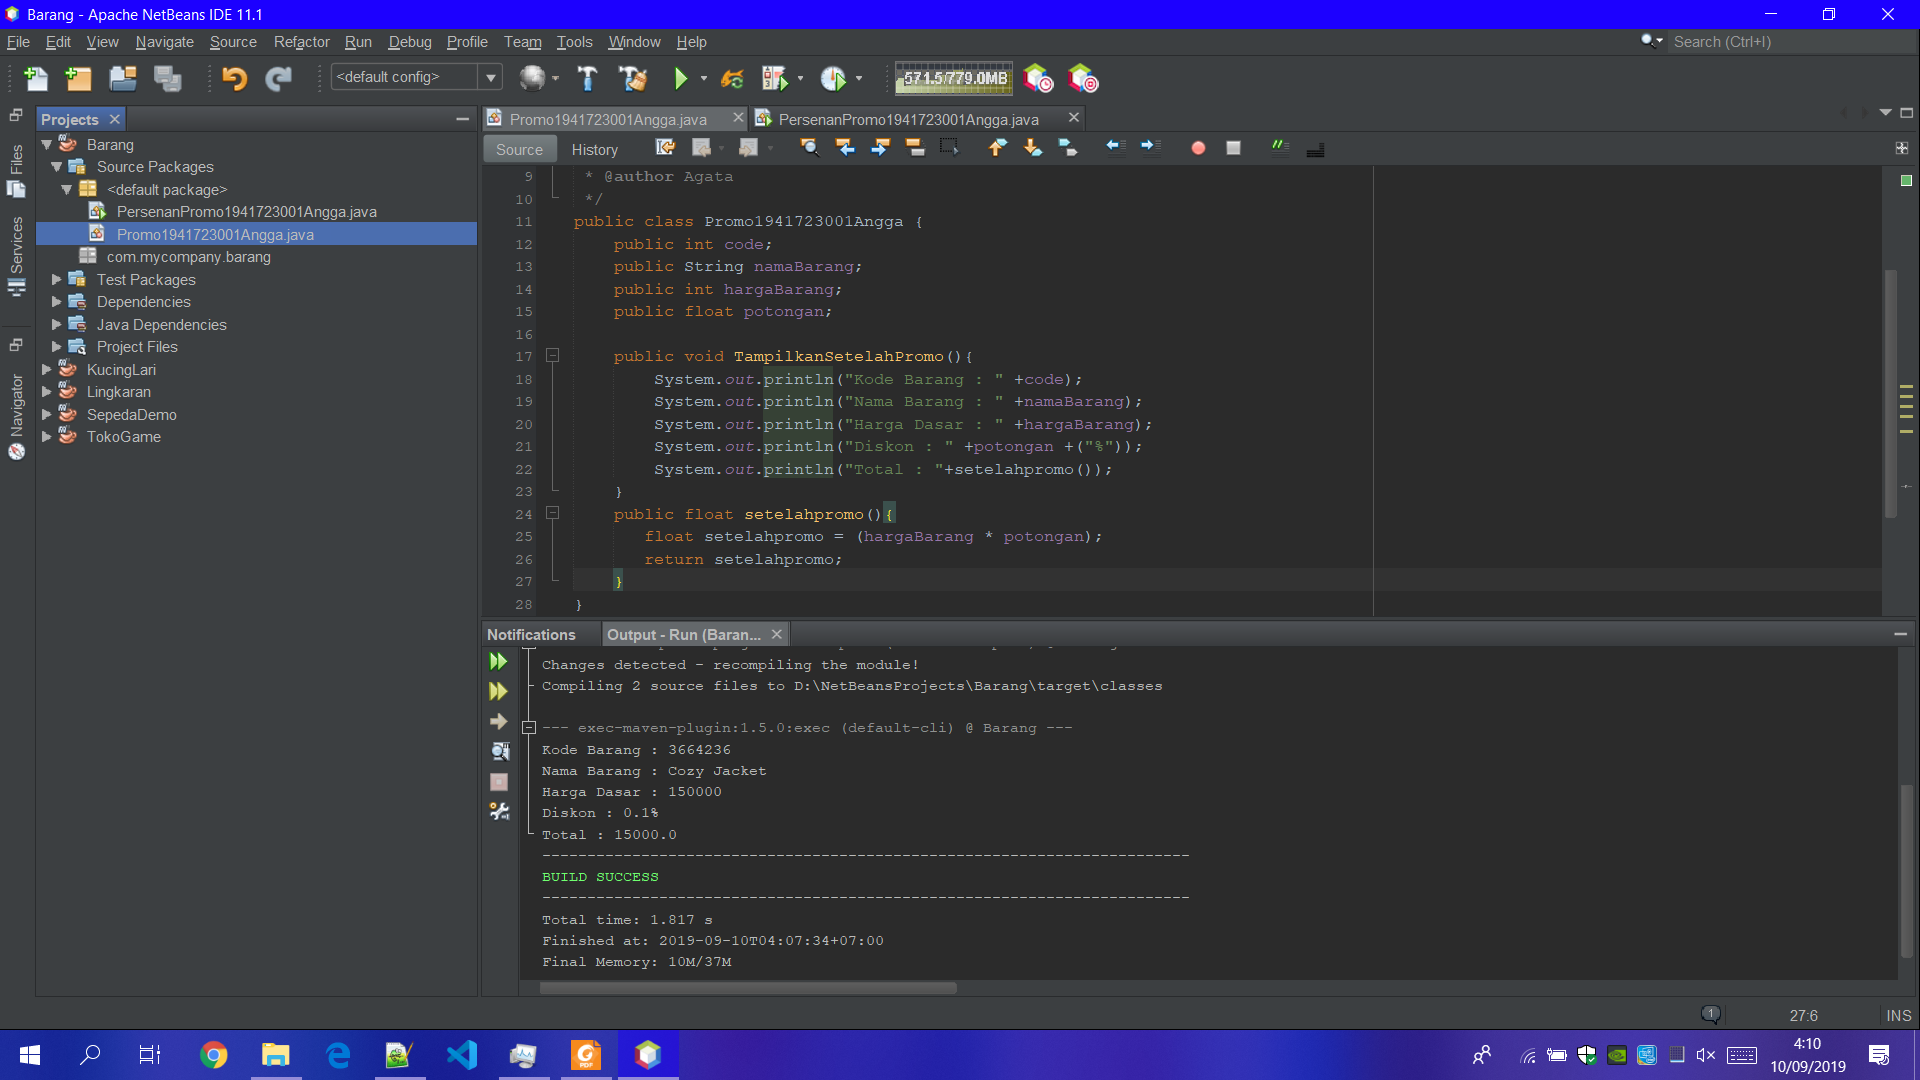 Barang - Apache NetBeans IDE 11.1
File Edit View Navigate Source Refactor Run Debug Profile Team Tools Window Help
Search (Ctrl+I)
<default config>
571.5/779.0MB
Projects
Files
Services
Navigator
Barang
Source Packages
<default package>
PersenanPromo1941723001Angga.java
Promo1941723001Angga.java
com.mycompany.barang
Test Packages
Dependencies
Java Dependencies
Project Files
KucingLari
Lingkaran
SepedaDemo
TokoGame
Promo1941723001Angga.java
PersenanPromo1941723001Angga.java
Source History
9 * @author Agata
10 */
11 public class Promo1941723001Angga {
12 public int code;
13 public String namaBarang;
14 public int hargaBarang;
15 public float potongan;
16
17 public void TampilkanSetelahPromo(){
18 System.out.println("Kode Barang : " +code);
19 System.out.println("Nama Barang : " +namaBarang);
20 System.out.println("Harga Dasar : " +hargaBarang);
21 System.out.println("Diskon : " +potongan +("%"));
22 System.out.println("Total : "+setelahpromo());
23 }
24 public float setelahpromo(){
25 float setelahpromo = (hargaBarang * potongan);
26 return setelahpromo;
27 }
28 }
Notifications
Output - Run (Baran...
Changes detected - recompiling the module!
Compiling 2 source files to D:\NetBeansProjects\Barang\target\classes
--- exec-maven-plugin:1.5.0:exec (default-cli) @ Barang ---
Kode Barang : 3664236
Nama Barang : Cozy Jacket
Harga Dasar : 150000
Diskon : 0.1%
Total : 15000.0
------------------------------------------------------------------------
BUILD SUCCESS
------------------------------------------------------------------------
Total time: 1.817 s
Finished at: 2019-09-10T04:07:34+07:00
Final Memory: 10M/37M
1
27:6
INS
4:10
10/09/2019